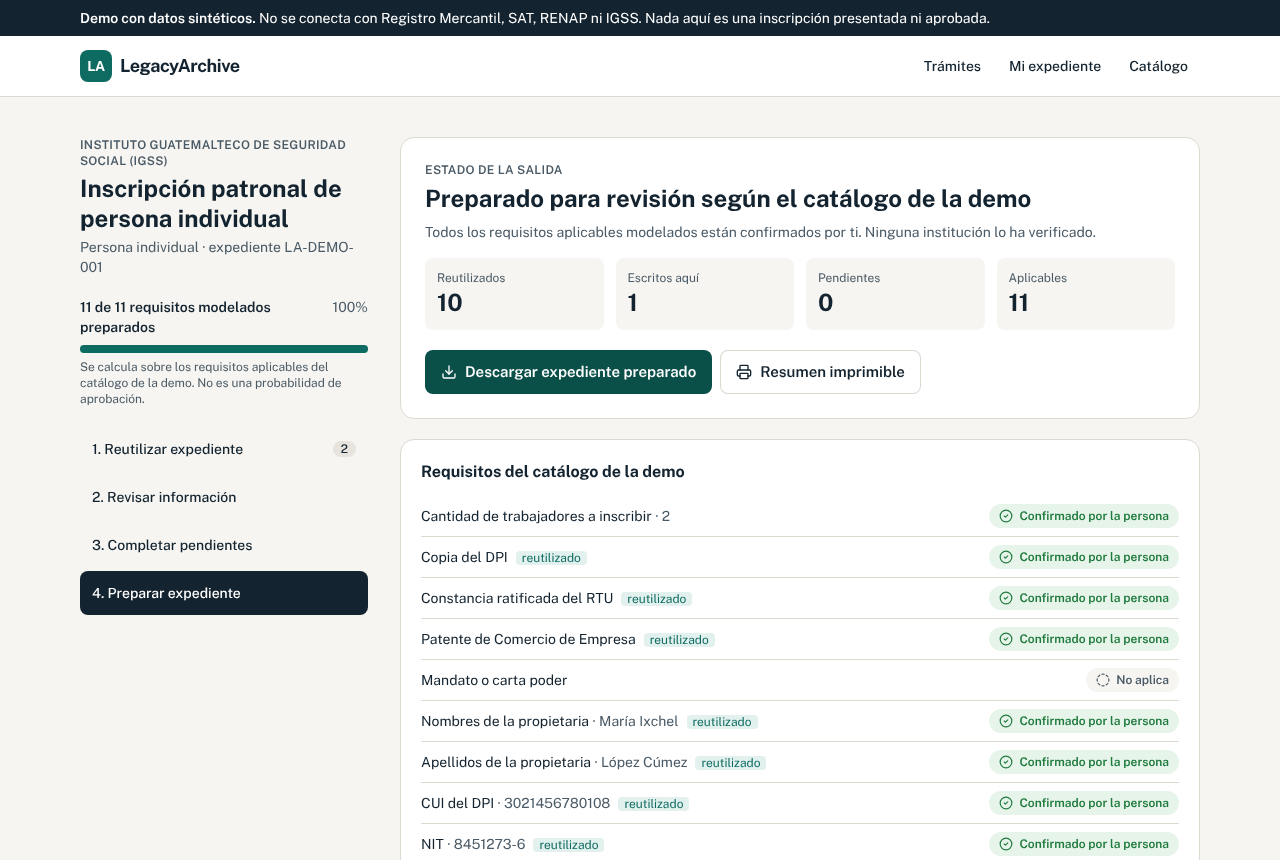 Demo con datos sintéticos. No se conecta con Registro Mercantil, SAT, RENAP ni IGSS. Nada aquí es una inscripción presentada ni aprobada.
LA LegacyArchive
Trámites Mi expediente Catálogo
INSTITUTO GUATEMALTECO DE SEGURIDAD
SOCIAL (IGSS)
Inscripción patronal de
persona individual
Persona individual · expediente LA-DEMO-
001
11 de 11 requisitos modelados
preparados
100%
Se calcula sobre los requisitos aplicables del
catálogo de la demo. No es una probabilidad de
aprobación.
1. Reutilizar expediente 2
2. Revisar información
3. Completar pendientes
4. Preparar expediente
ESTADO DE LA SALIDA
Preparado para revisión según el catálogo de la demo
Todos los requisitos aplicables modelados están confirmados por ti. Ninguna institución lo ha verificado.
Reutilizados
10
Escritos aquí
1
Pendientes
0
Aplicables
11
Descargar expediente preparado
Resumen imprimible
Requisitos del catálogo de la demo
Cantidad de trabajadores a inscribir · 2 Confirmado por la persona
Copia del DPI reutilizado Confirmado por la persona
Constancia ratificada del RTU reutilizado Confirmado por la persona
Patente de Comercio de Empresa reutilizado Confirmado por la persona
Mandato o carta poder No aplica
Nombres de la propietaria · María Ixchel reutilizado Confirmado por la persona
Apellidos de la propietaria · López Cúmez reutilizado Confirmado por la persona
CUI del DPI · 3021456780108 reutilizado Confirmado por la persona
NIT · 8451273-6 reutilizado Confirmado por la persona